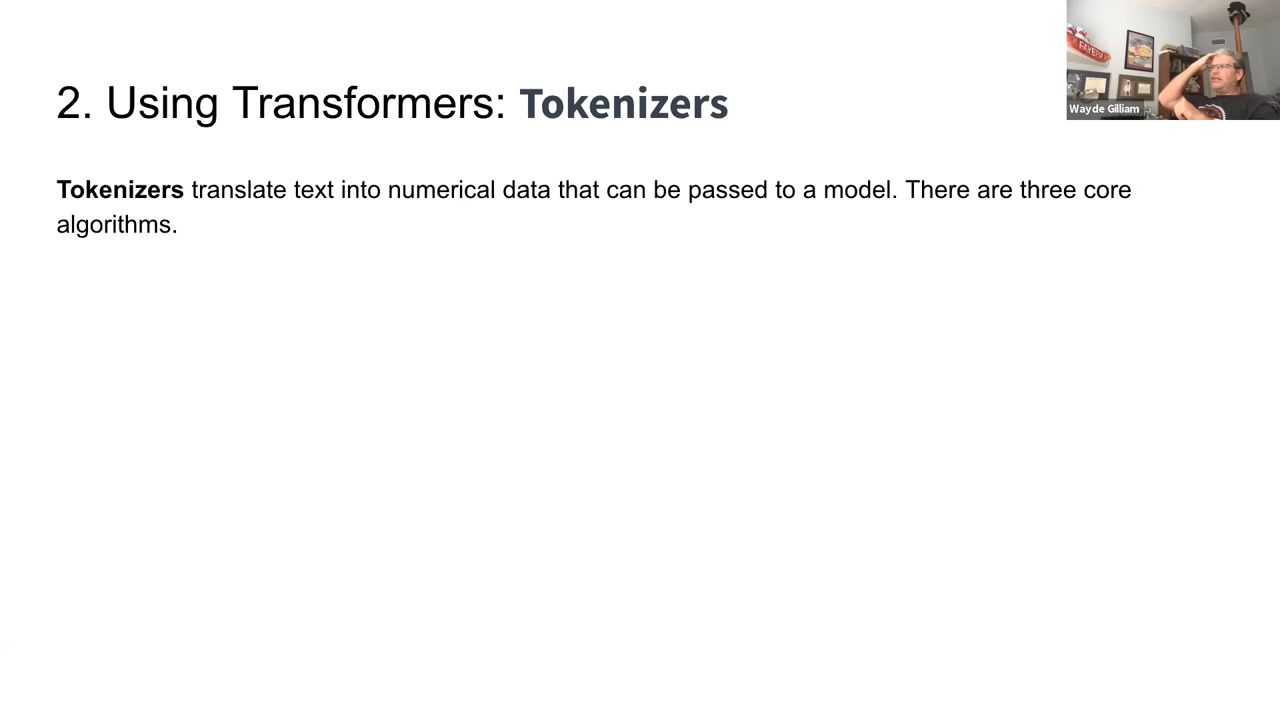 2. Using Transformers: Tokenizers
Wayde Gilliam
Tokenizers translate text into numerical data that can be passed to a model. There are three core
algorithms.